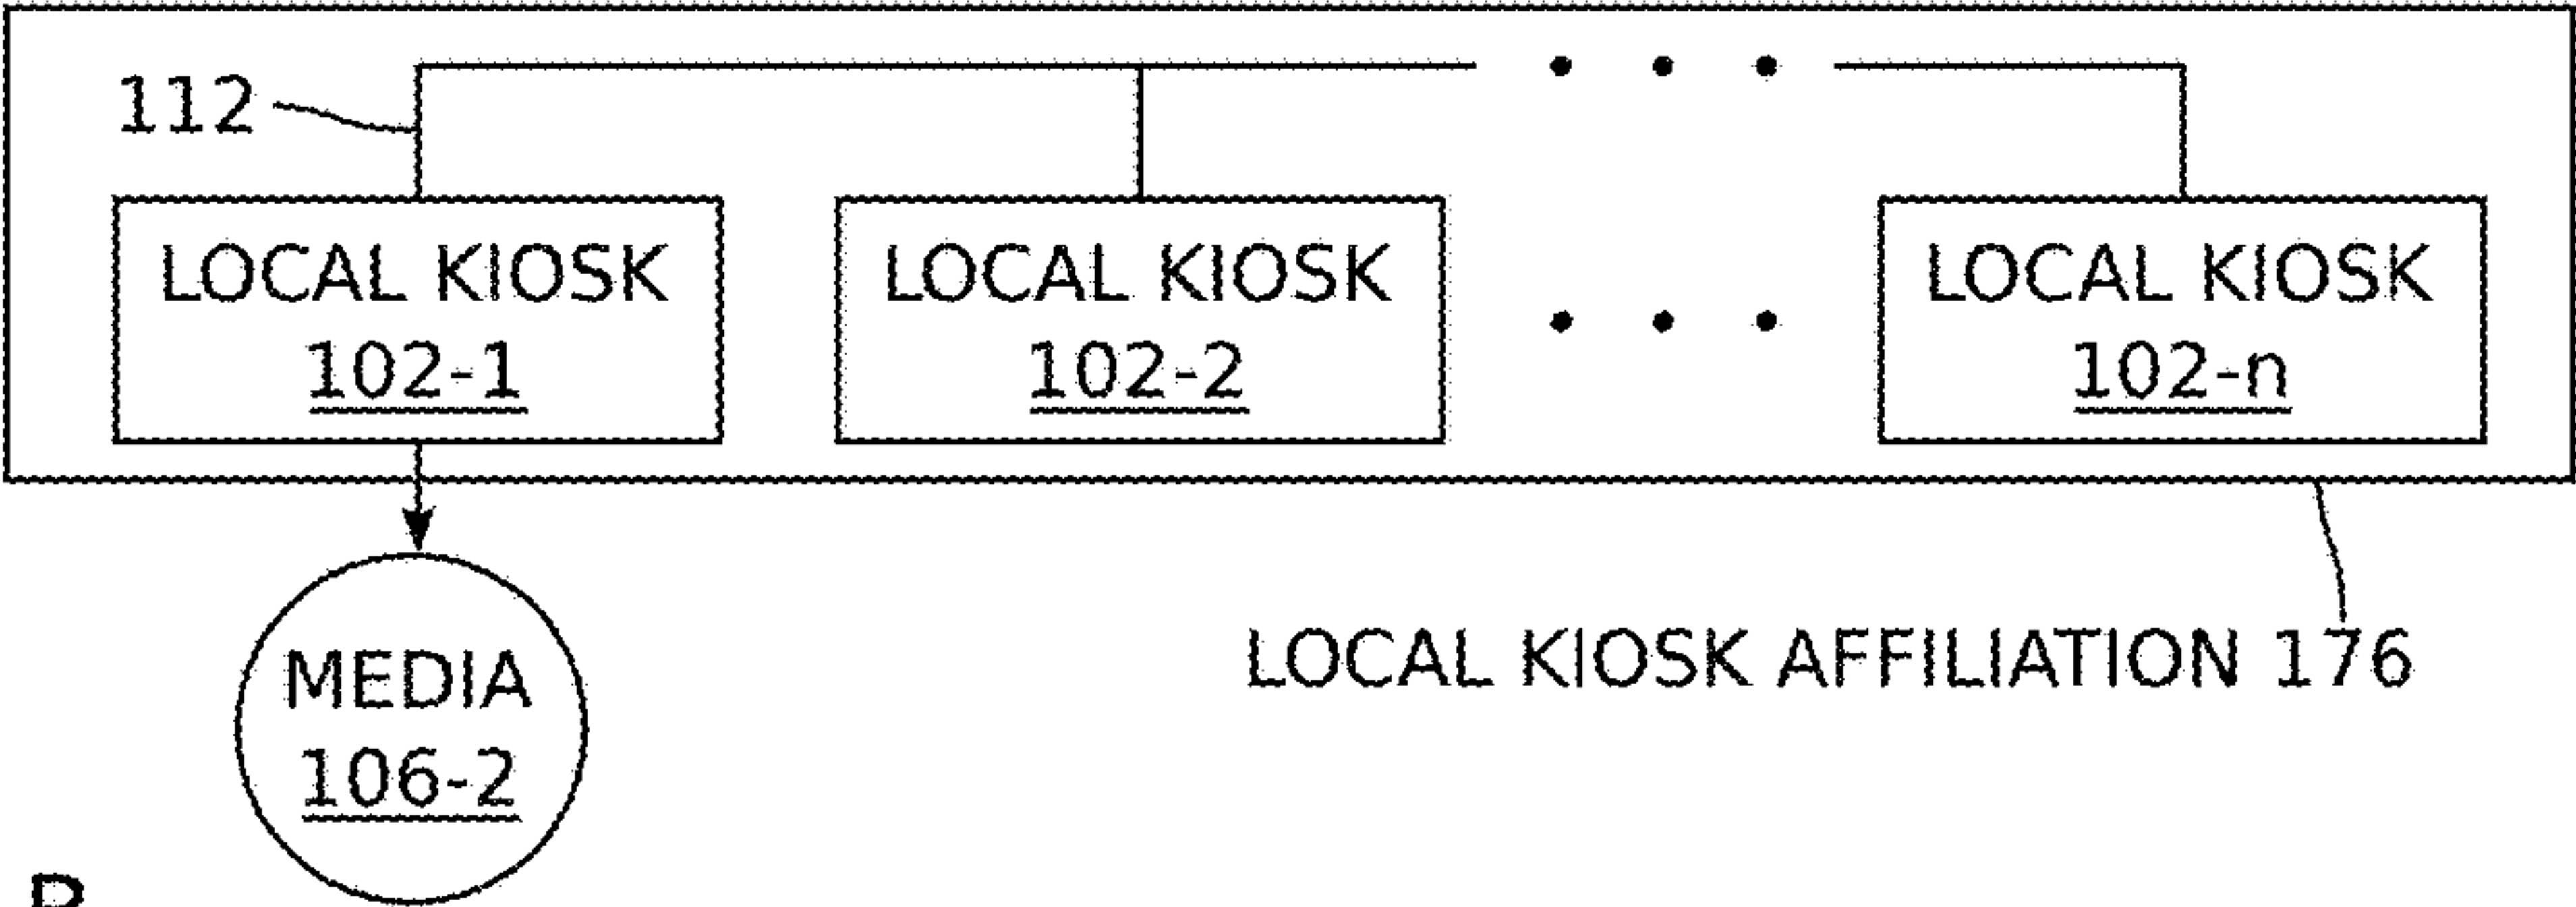 112
LOCAL KIOSK
102-1
LOCAL KIOSK
102-2
LOCAL KIOSK
102-n
MEDIA
106-2
LOCAL KIOSK AFFILIATION 176